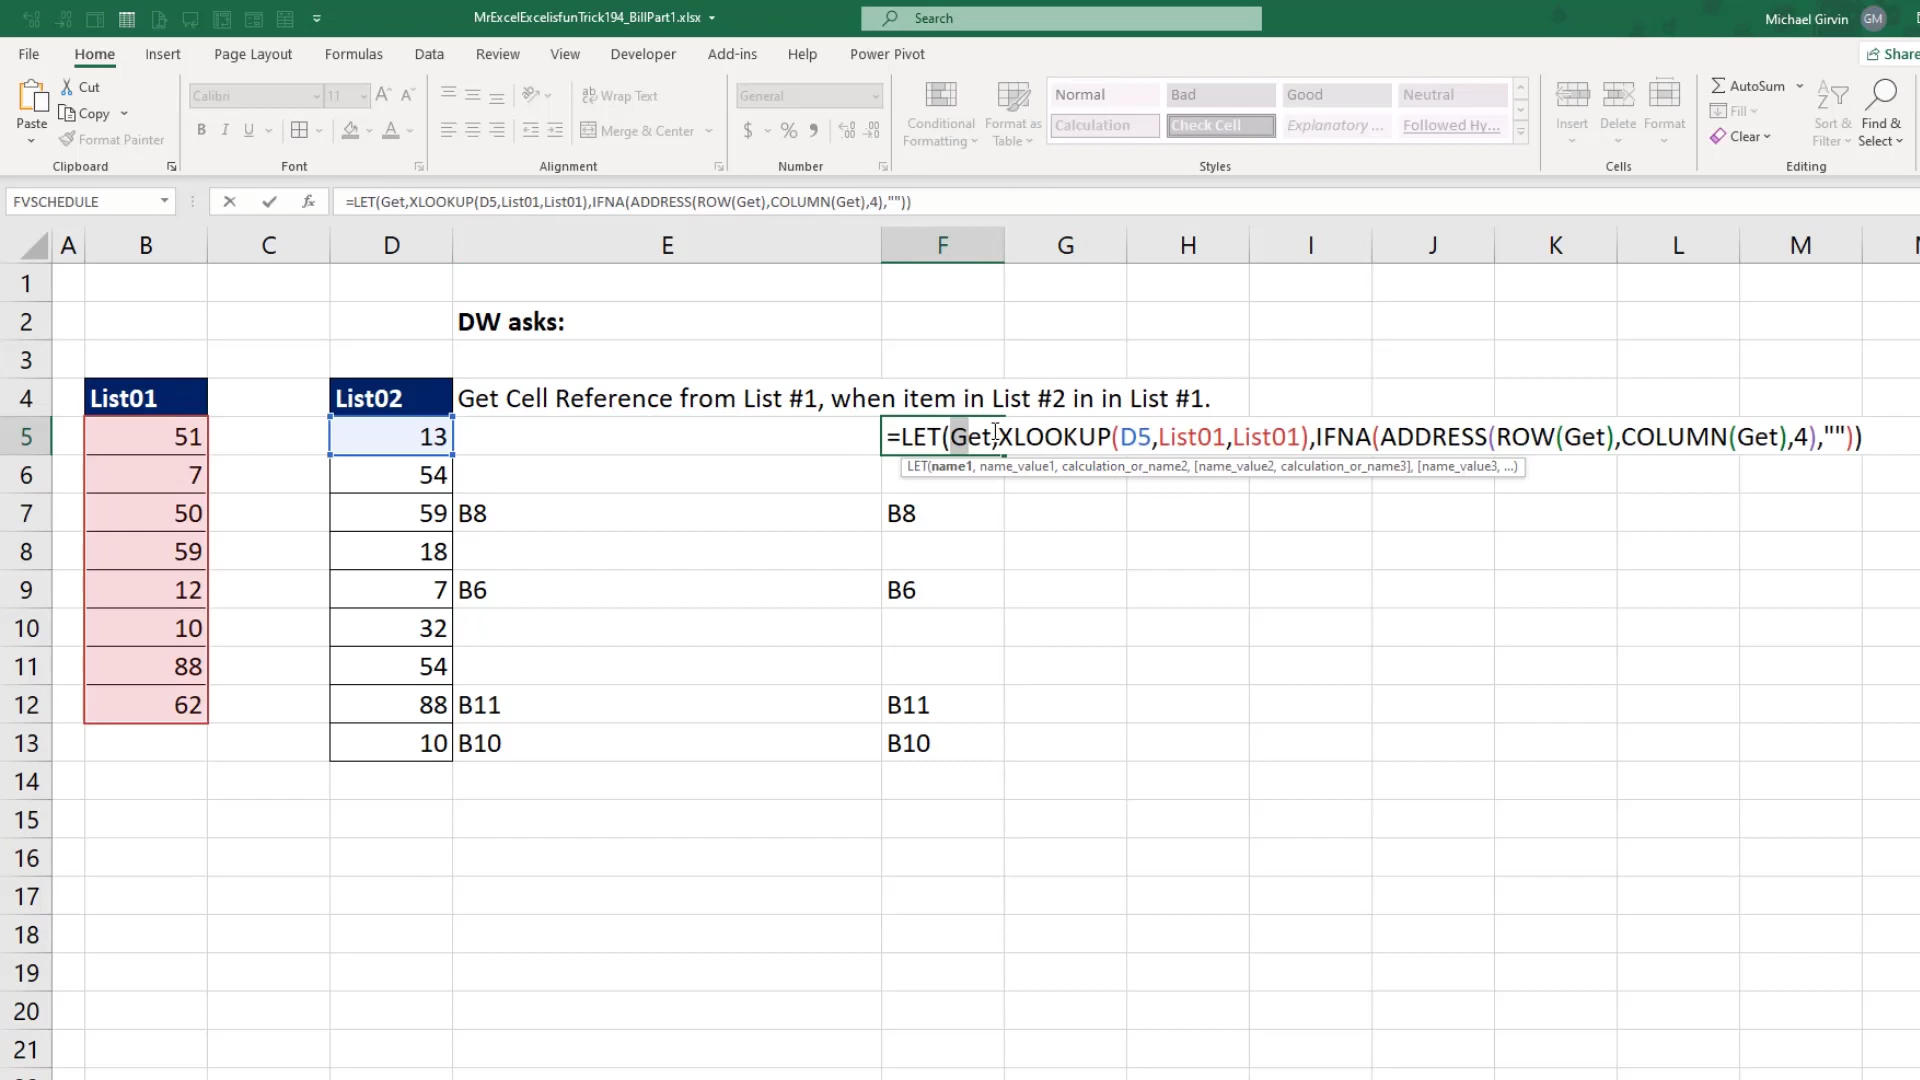 MrExcelExcelisfunTrick194_BillPart1.xlsx
Search
Michael Girvin
GM
File
Home
Insert
Page Layout
Formulas
Data
Review
View
Developer
Add-ins
Help
Power Pivot
Share
Paste
Cut
Copy
Format Painter
Clipboard
Calibri
11
B I U
Font
Wrap Text
Merge & Center
Alignment
General
$ % 9
Number
Conditional Formatting
Format as Table
Normal
Bad
Good
Neutral
Calculation
Check Cell
Explanatory ...
Followed Hy...
Styles
Insert
Delete
Format
Cells
AutoSum
Fill
Clear
Sort & Filter
Find & Select
Editing
FVSCHEDULE
fx
=LET(Get,XLOOKUP(D5,List01,List01),IFNA(ADDRESS(ROW(Get),COLUMN(Get),4),""))
A B C D E F G H I J K L M
1
2 DW asks:
3
4 List01 List02 Get Cell Reference from List #1, when item in List #2 in in List #1.
5 51 13 =LET(Get,XLOOKUP(D5,List01,List01),IFNA(ADDRESS(ROW(Get),COLUMN(Get),4),""))
LET(name1, name_value1, calculation_or_name2, [name_value2, calculation_or_name3], [name_value3, ...)
6 7 54
7 50 59 B8 B8
8 59 18
9 12 7 B6 B6
10 10 32
11 88 54
12 62 88 B11 B11
13 10 B10 B10
14
15
16
17
18
19
20
21